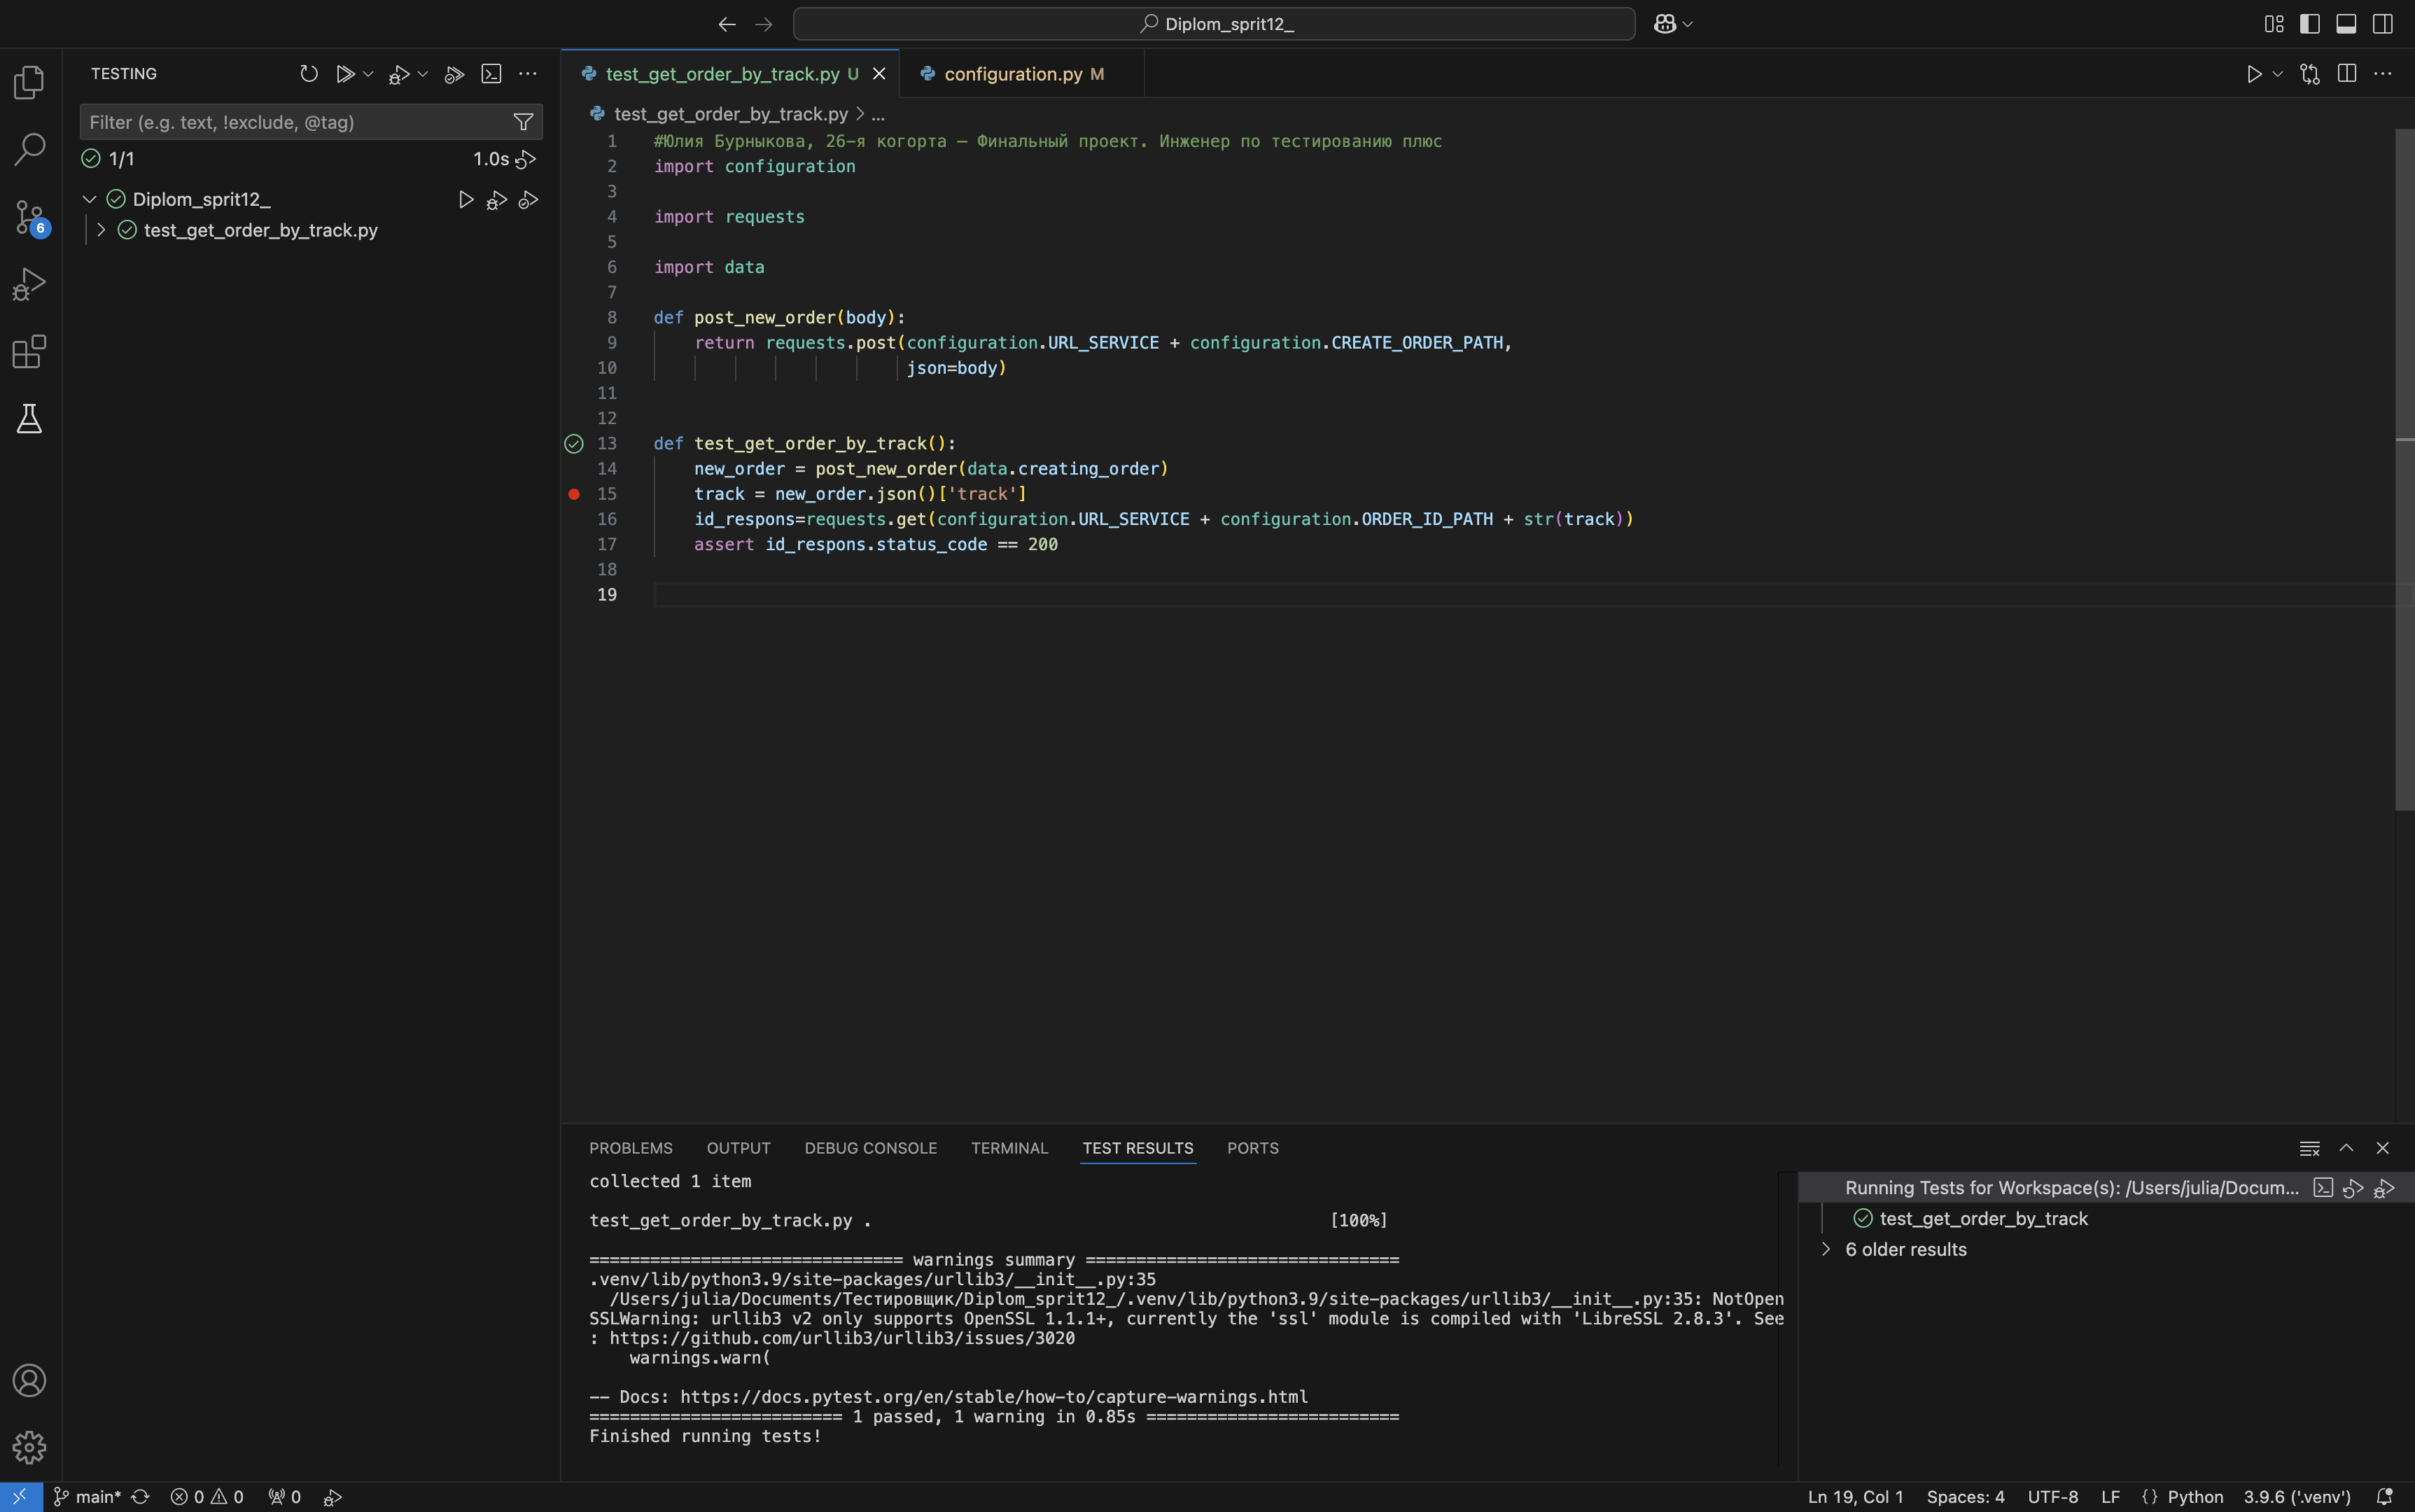 Diplom_sprit12_
TESTING
Filter (e.g. text, !exclude, @tag)
1/1
1.0s
Diplom_sprit12_
test_get_order_by_track.py
6
test_get_order_by_track.py U
configuration.py M
test_get_order_by_track.py > ...
1 #Юлия Бурныкова, 26-я когорта — Финальный проект. Инженер по тестированию плюс
2 import configuration
3
4 import requests
5
6 import data
7
8 def post_new_order(body):
9 return requests.post(configuration.URL_SERVICE + configuration.CREATE_ORDER_PATH,
10 json=body)
11
12
13 def test_get_order_by_track():
14 new_order = post_new_order(data.creating_order)
15 track = new_order.json()['track']
16 id_respons=requests.get(configuration.URL_SERVICE + configuration.ORDER_ID_PATH + str(track))
17 assert id_respons.status_code == 200
18
19
PROBLEMS OUTPUT DEBUG CONSOLE TERMINAL TEST RESULTS PORTS
collected 1 item
test_get_order_by_track.py . [100%]
=============================== warnings summary ===============================
.venv/lib/python3.9/site-packages/urllib3/__init__.py:35
/Users/julia/Documents/Тестировщик/Diplom_sprit12_/.venv/lib/python3.9/site-packages/urllib3/__init__.py:35: NotOpen
SSLWarning: urllib3 v2 only supports OpenSSL 1.1.1+, currently the 'ssl' module is compiled with 'LibreSSL 2.8.3'. See
: https://github.com/urllib3/urllib3/issues/3020
warnings.warn(
-- Docs: https://docs.pytest.org/en/stable/how-to/capture-warnings.html
========================= 1 passed, 1 warning in 0.85s =========================
Finished running tests!
Running Tests for Workspace(s): /Users/julia/Docum...
test_get_order_by_track
6 older results
main* 0 0 0
Ln 19, Col 1 Spaces: 4 UTF-8 LF {} Python 3.9.6 ('.venv')